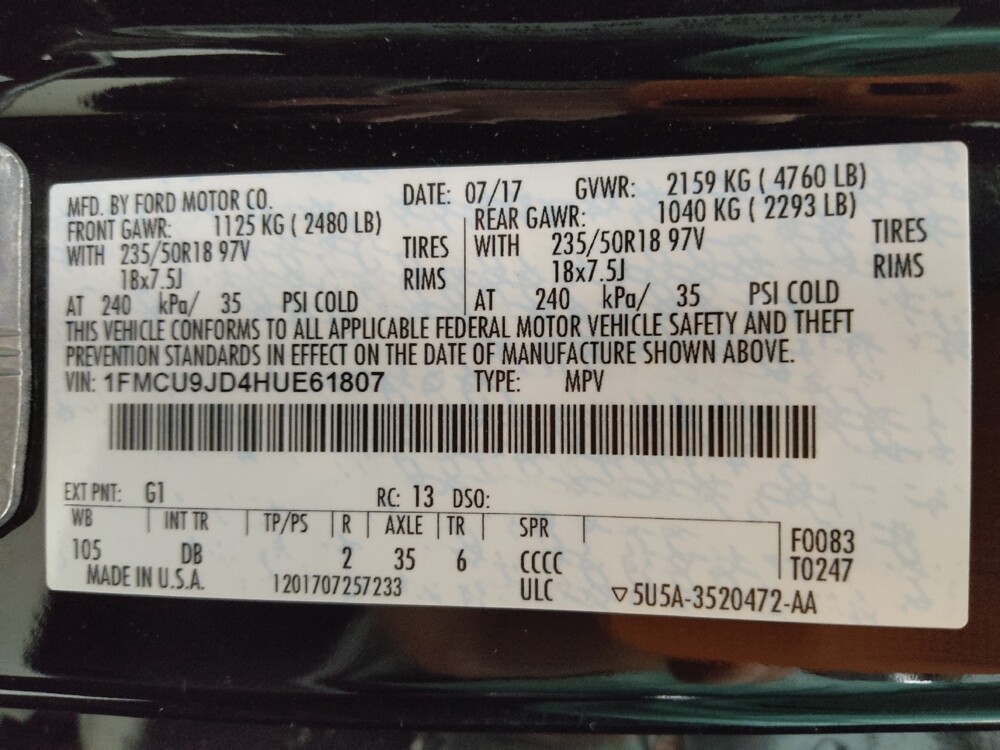 MFD. BY FORD MOTOR CO. DATE: 07/17 GVWR: 2159 KG ( 4760 LB)
FRONT GAWR: 1125 KG ( 2480 LB) REAR GAWR: 1040 KG ( 2293 LB)
WITH 235/50R18 97V TIRES WITH 235/50R18 97V TIRES
18x7.5J RIMS 18x7.5J RIMS
AT 240 kPa/ 35 PSI COLD AT 240 kPa/ 35 PSI COLD
THIS VEHICLE CONFORMS TO ALL APPLICABLE FEDERAL MOTOR VEHICLE SAFETY AND THEFT
PREVENTION STANDARDS IN EFFECT ON THE DATE OF MANUFACTURE SHOWN ABOVE.
VIN: 1FMCU9JD4HUE61807 TYPE: MPV
EXT PNT: G1 RC: 13 DSO:
WB INT TR TP/PS R AXLE TR SPR F0083
105 DB 2 35 6 CCCC T0247
MADE IN U.S.A. 1201707257233 ULC ▽5U5A-3520472-AA